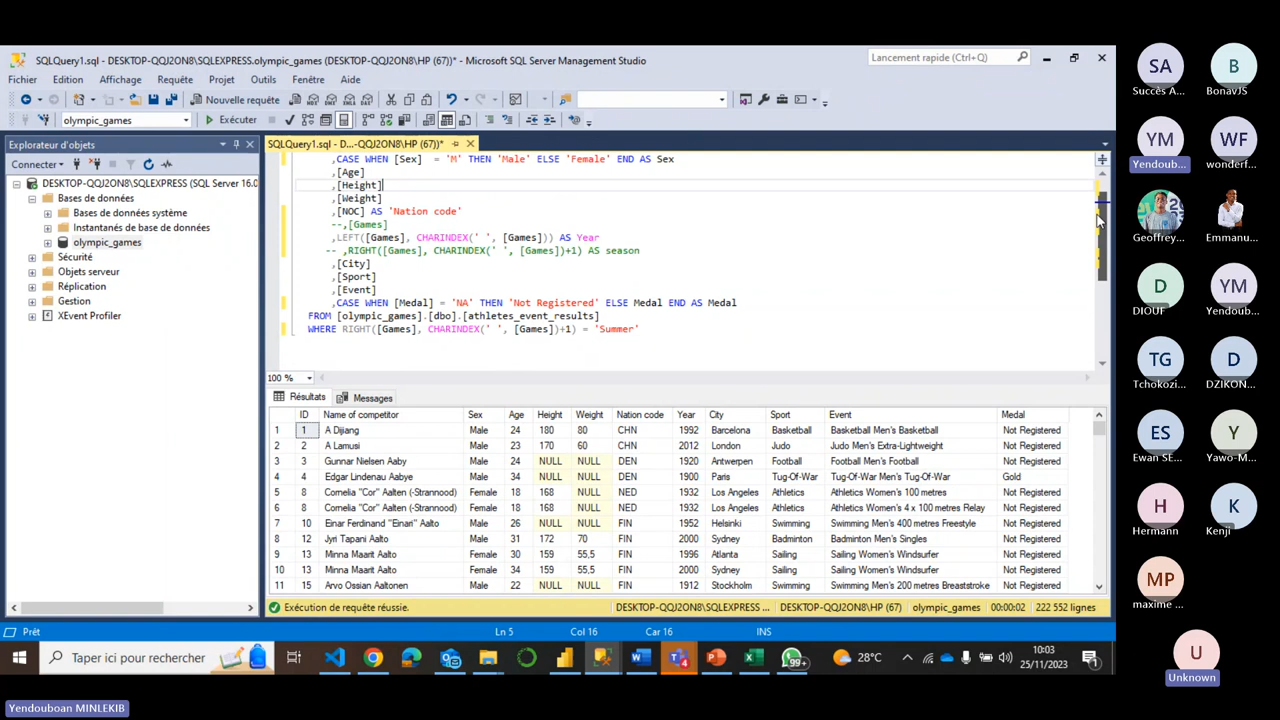 SQLQuery1.sql - DESKTOP-QQJ2ON8\SQLEXPRESS.olympic_games (DESKTOP-QQJ2ON8\HP (67))* - Microsoft SQL Server Management Studio
Lancement rapide (Ctrl+Q)
Fichier Edition Affichage Requête Projet Outils Fenêtre Aide
Nouvelle requête
olympic_games
Exécuter
Explorateur d'objets
SQLQuery1.sql - D...-QQJ2ON8\HP (67))*
Connecter
DESKTOP-QQJ2ON8\SQLEXPRESS (SQL Server 16.0
Bases de données
Bases de données système
Instantanés de base de données
olympic_games
Sécurité
Objets serveur
Réplication
Gestion
XEvent Profiler
,CASE WHEN [Sex] = 'M' THEN 'Male' ELSE 'Female' END AS Sex
,[Age]
,[Height]
,[Weight]
,[NOC] AS 'Nation code'
--,[Games]
,LEFT([Games], CHARINDEX(' ', [Games])) AS Year
-- ,RIGHT([Games], CHARINDEX(' ', [Games])+1) AS season
,[City]
,[Sport]
,[Event]
,CASE WHEN [Medal] = 'NA' THEN 'Not Registered' ELSE Medal END AS Medal
FROM [olympic_games].[dbo].[athletes_event_results]
WHERE RIGHT([Games], CHARINDEX(' ', [Games])+1) = 'Summer'
100 %
Résultats Messages
ID Name of competitor Sex Age Height Weight Nation code Year City Sport Event Medal
1 1 A Dijiang Male 24 180 80 CHN 1992 Barcelona Basketball Basketball Men's Basketball Not Registered
2 2 A Lamusi Male 23 170 60 CHN 2012 London Judo Judo Men's Extra-Lightweight Not Registered
3 3 Gunnar Nielsen Aaby Male 24 NULL NULL DEN 1920 Antwerpen Football Football Men's Football Not Registered
4 4 Edgar Lindenau Aabye Male 34 NULL NULL DEN 1900 Paris Tug-Of-War Tug-Of-War Men's Tug-Of-War Gold
5 8 Cornelia "Cor" Aalten (-Strannood) Female 18 168 NULL NED 1932 Los Angeles Athletics Athletics Women's 100 metres Not Registered
6 8 Cornelia "Cor" Aalten (-Strannood) Female 18 168 NULL NED 1932 Los Angeles Athletics Athletics Women's 4 x 100 metres Relay Not Registered
7 10 Einar Ferdinand "Einari" Aalto Male 26 NULL NULL FIN 1952 Helsinki Swimming Swimming Men's 400 metres Freestyle Not Registered
8 12 Jyri Tapani Aalto Male 31 172 70 FIN 2000 Sydney Badminton Badminton Men's Singles Not Registered
9 13 Minna Maarit Aalto Female 30 159 55,5 FIN 1996 Atlanta Sailing Sailing Women's Windsurfer Not Registered
10 13 Minna Maarit Aalto Female 34 159 55,5 FIN 2000 Sydney Sailing Sailing Women's Windsurfer Not Registered
11 15 Arvo Ossian Aaltonen Male 22 NULL NULL FIN 1912 Stockholm Swimming Swimming Men's 200 metres Breaststroke Not Registered
Exécution de requête réussie. DESKTOP-QQJ2ON8\SQLEXPRESS ... DESKTOP-QQJ2ON8\HP (67) olympic_games 00:00:02 222 552 lignes
Prêt Ln 5 Col 16 Car 16 INS
Taper ici pour rechercher
4
99+
28°C
10:03
25/11/2023
1
SA B
Succès A... BonavJS
YM WF
Yendoub... wonderf...
Geoffrey... Emmanu...
D YM
DIOUF Yendoub...
TG D
Tchokozi... DZIKON...
ES Y
Ewan SE... Yawo-M...
H K
Hermann Kenji
MP
maxime ...
U
Unknown
Yendouboan MINLEKIB